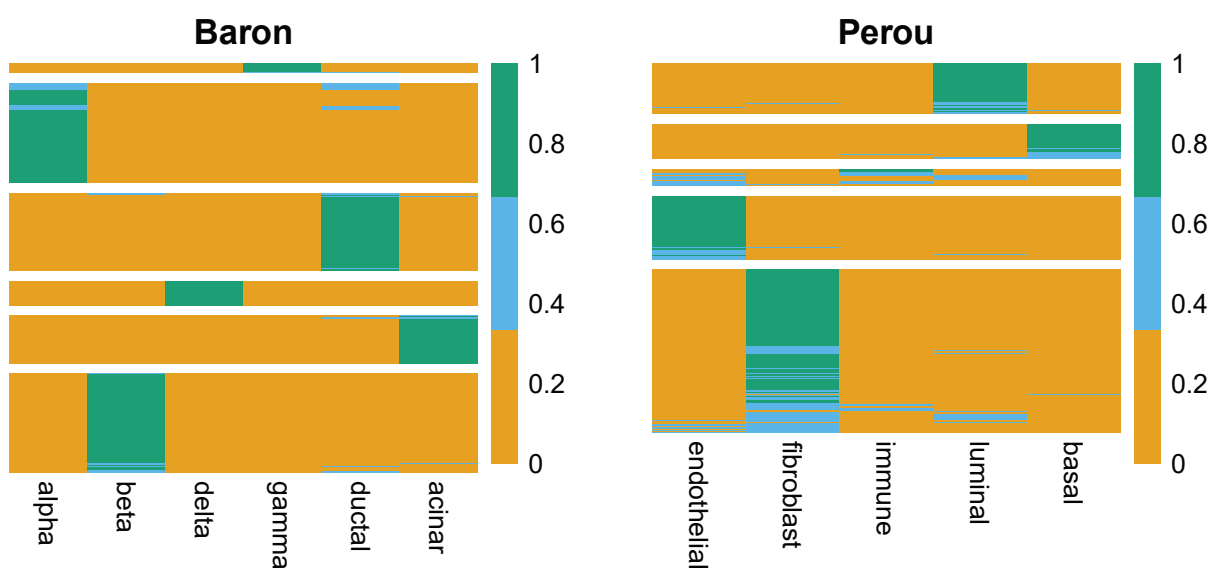 Baron
Perou
1
0.8
0.6
0.4
0.2
0
alpha
beta
delta
gamma
ductal
acinar
1
0.8
0.6
0.4
0.2
0
endothelial
fibroblast
immune
luminal
basal